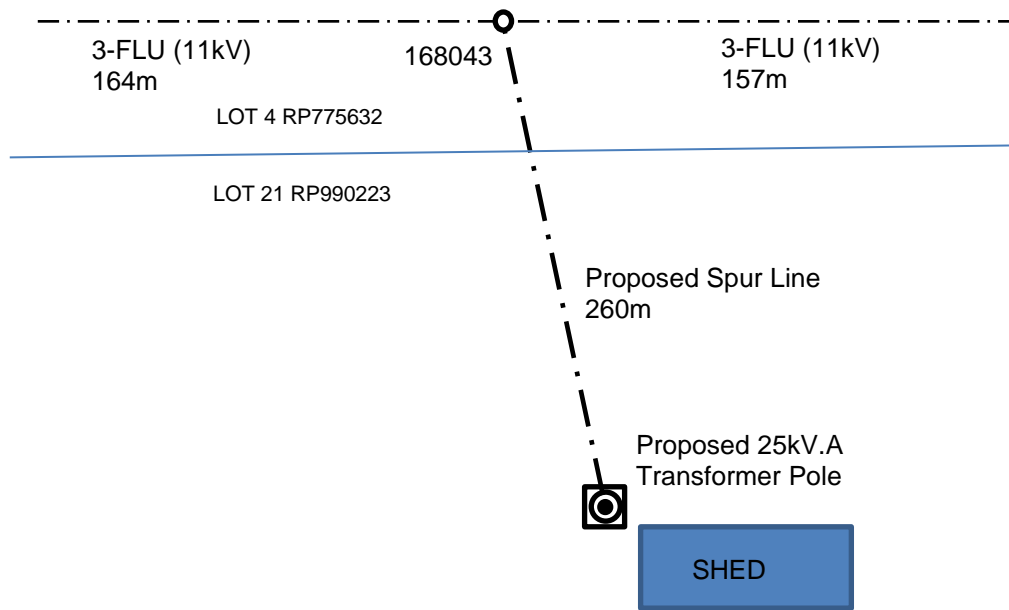 3-FLU (11kV)
164m
168043
3-FLU (11kV)
157m
LOT 4 RP775632
LOT 21 RP990223
Proposed Spur Line
260m
Proposed 25kV.A
Transformer Pole
SHED